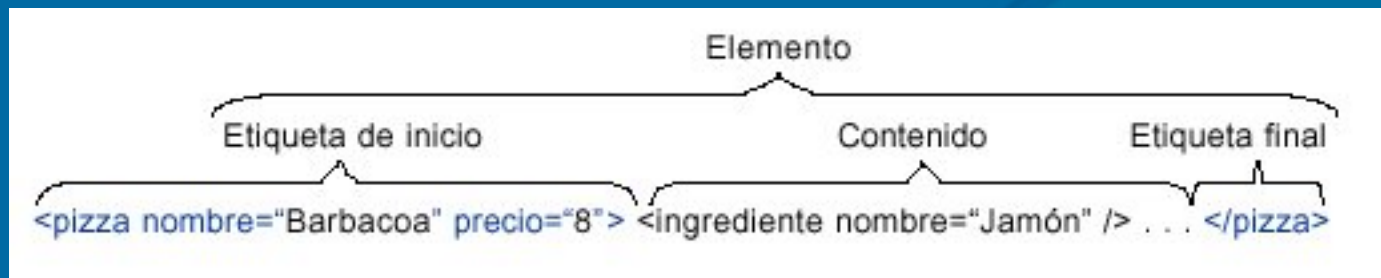 Elemento
Etiqueta de inicio Contenido Etiqueta final
<pizza nombre=“Barbacoa” precio=“8”> <ingrediente nombre=“Jamón” /> . . . </pizza>